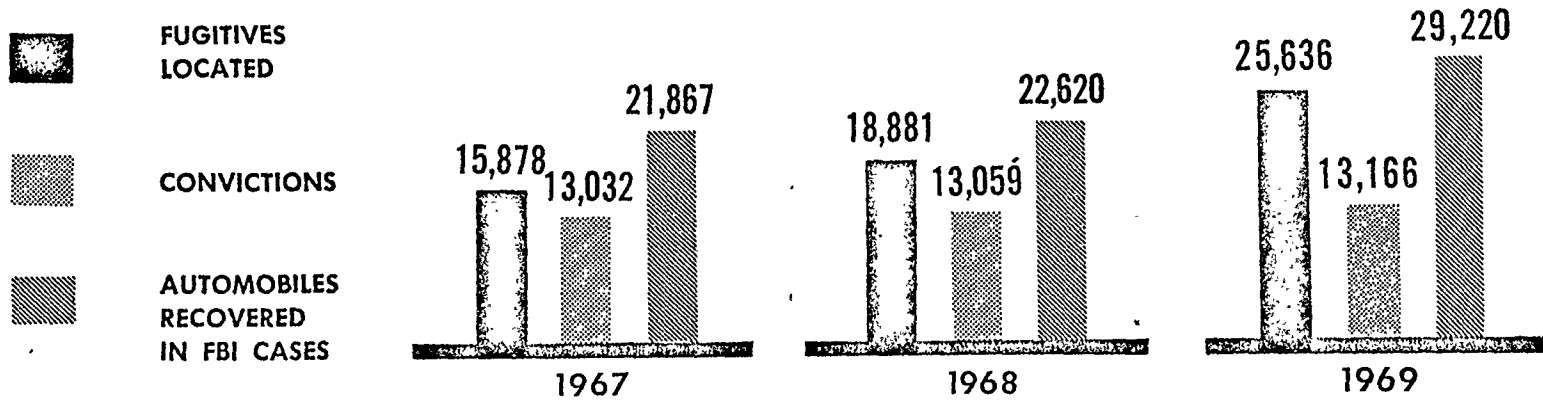 FUGITIVES
LOCATED
CONVICTIONS
AUTOMOBILES
RECOVERED
IN FBI CASES
15,878
13,032
21,867
1967
18,881
13,059
22,620
1968
25,636
13,166
29,220
1969